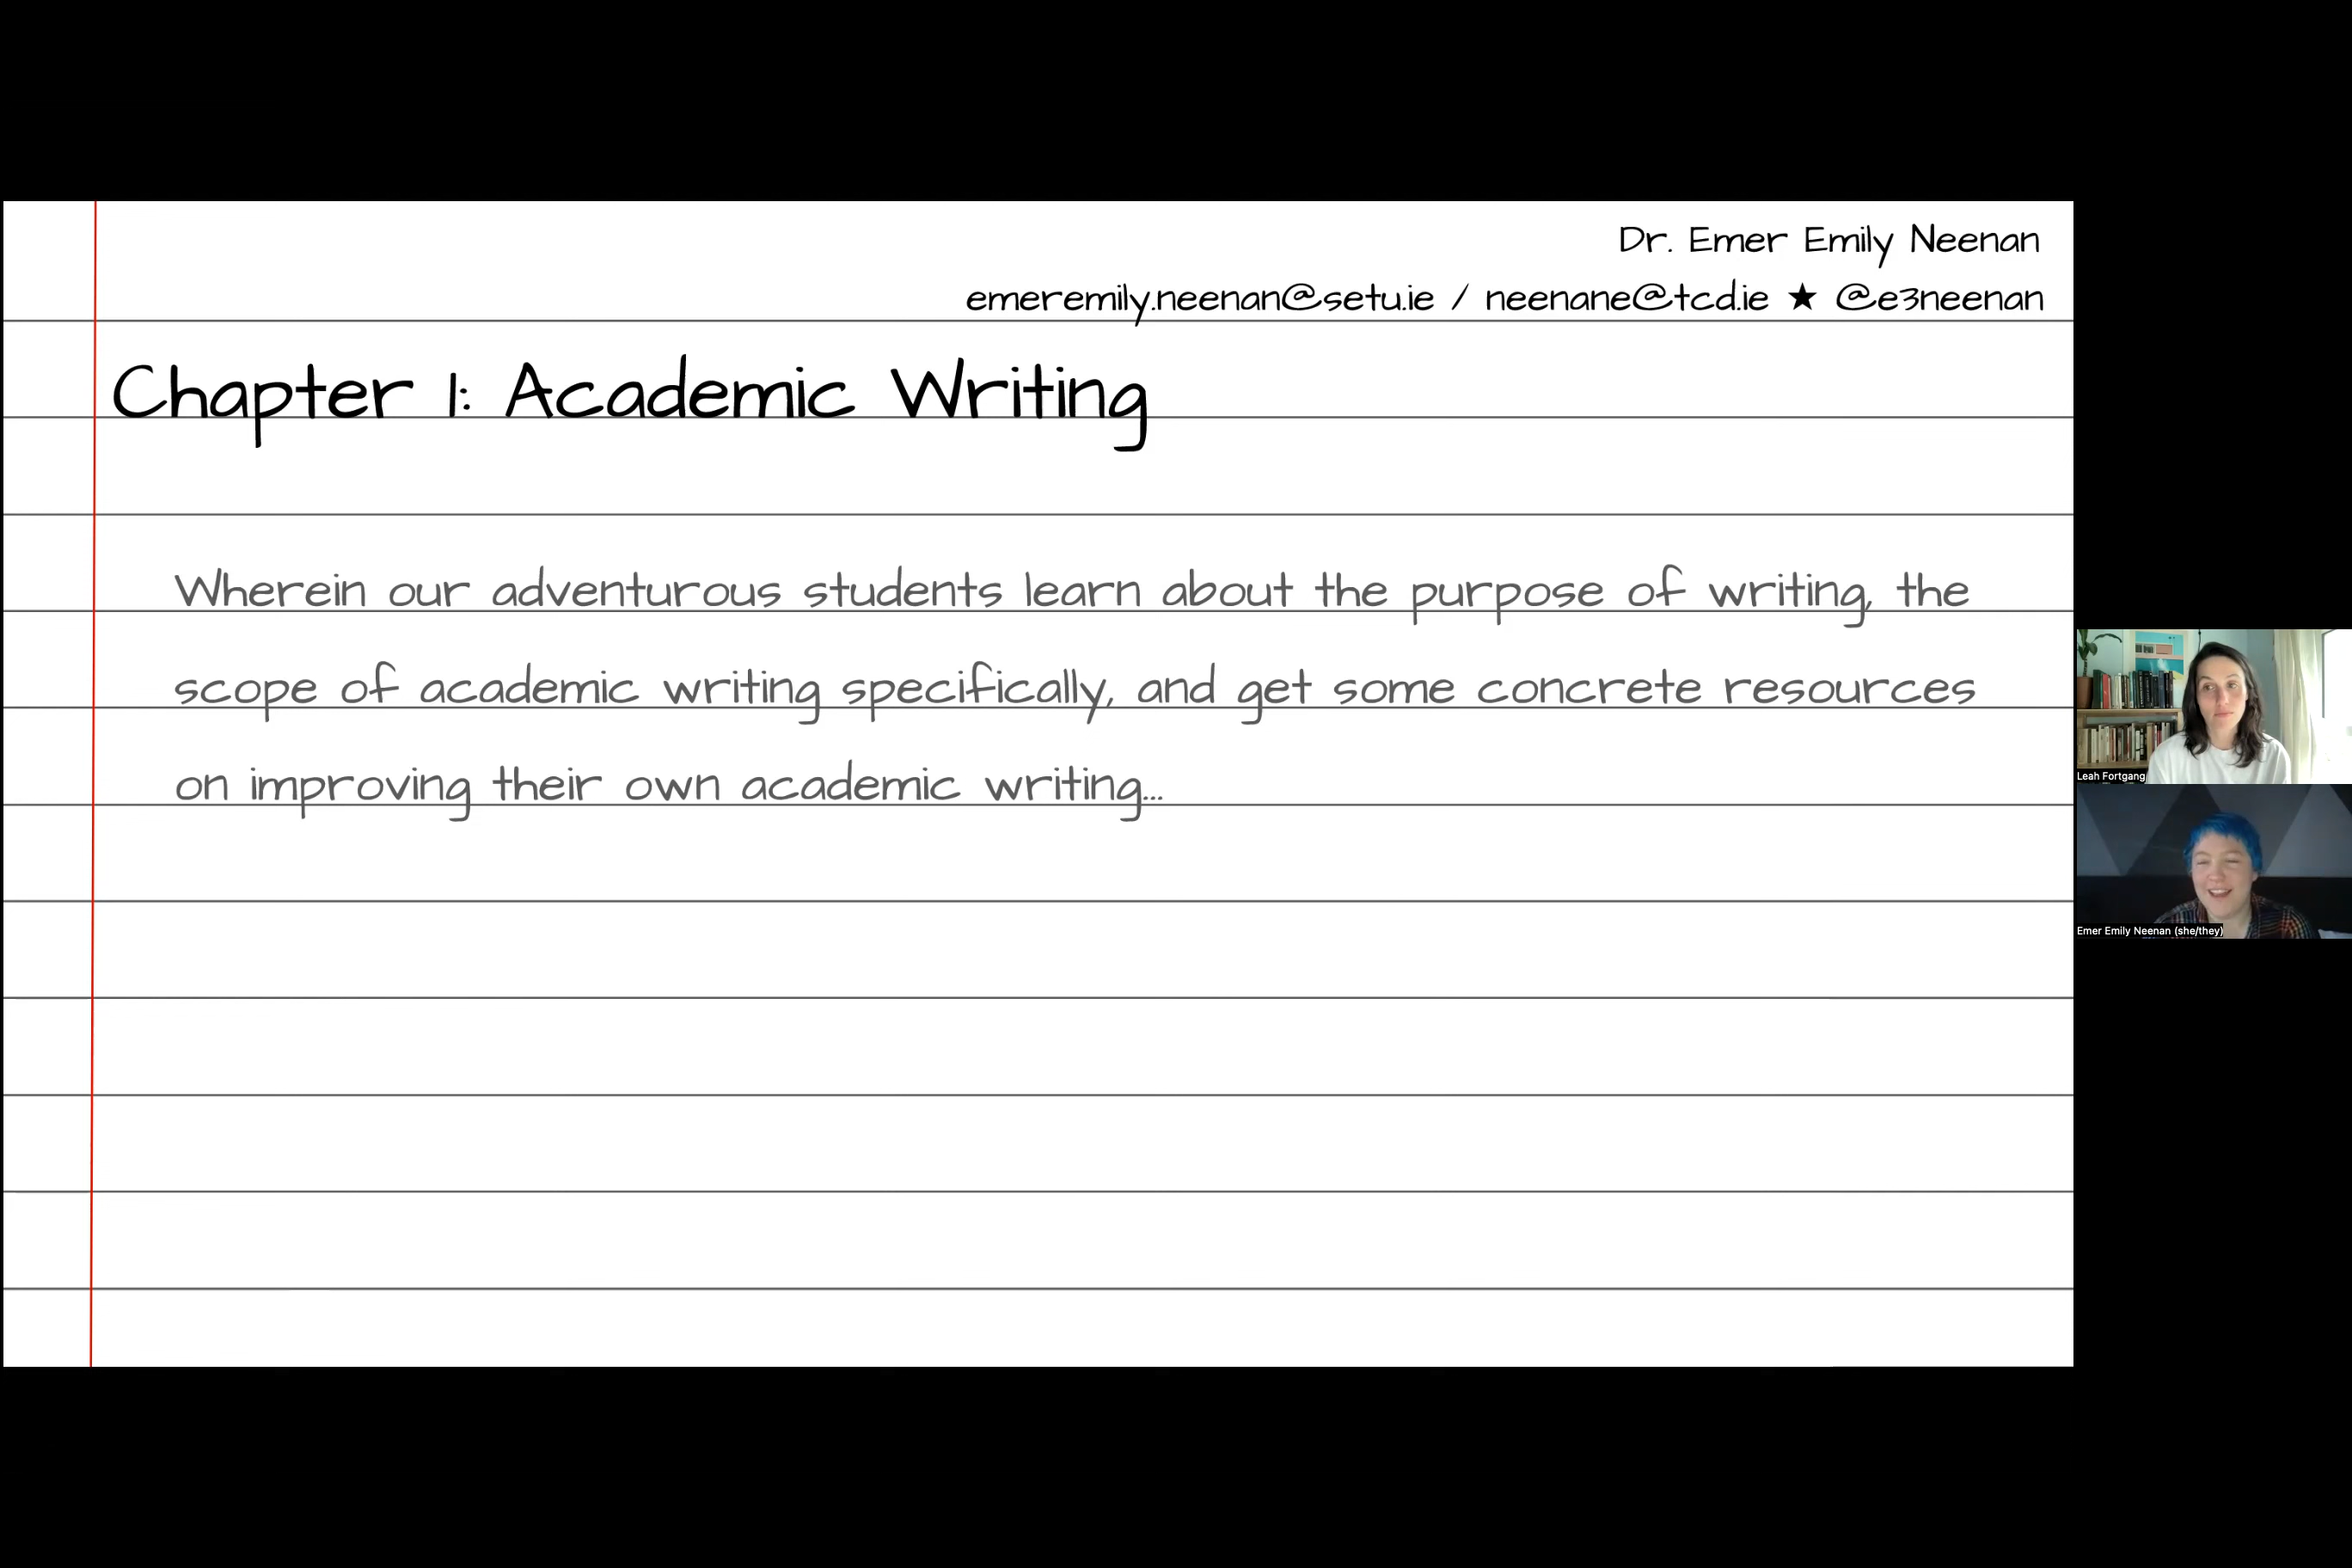 Dr. Emer Emily Neenan
emeremily.neenan@setu.ie / neenane@tcd.ie ★ @e3neenan
Chapter 1: Academic Writing
Wherein our adventurous students learn about the purpose of writing, the
scope of academic writing specifically, and get some concrete resources
on improving their own academic writing...
Leah Fortgang
Emer Emily Neenan (she/they)